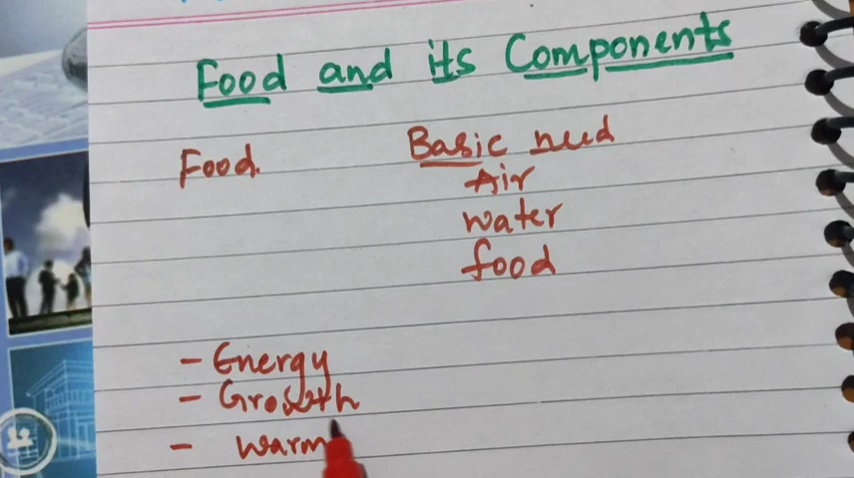 Food and its Components
Food. Basic need
Air
water
food
- Energy
- Growth
- warm